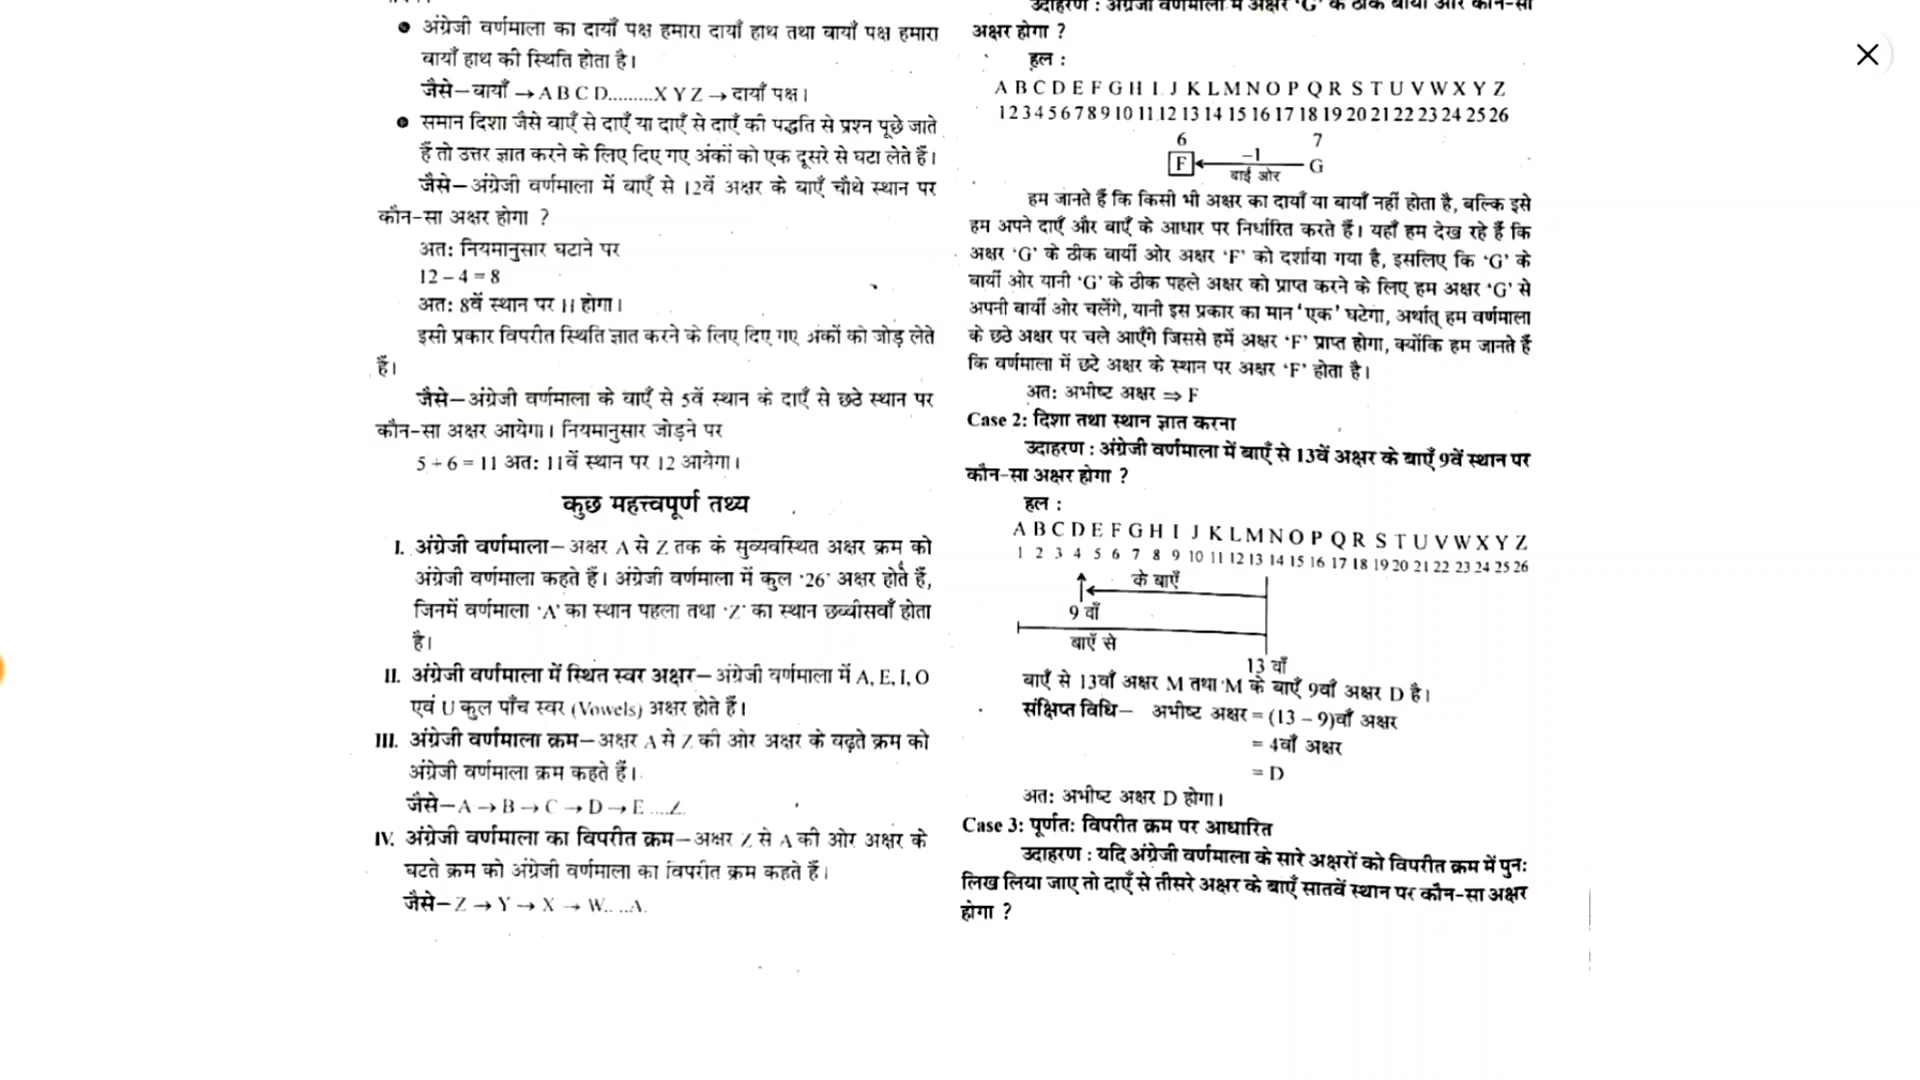 ● अंग्रेजी वर्णमाला का दायाँ पक्ष हमारा दायाँ हाथ तथा बायाँ पक्ष हमारा
बायाँ हाथ की स्थिति होता है।
जैसे–बायाँ → A B C D.........X Y Z → दायाँ पक्ष।
● समान दिशा जैसे बाएँ से दाएँ या दाएँ से दाएँ की पद्धति से प्रश्न पूछे जाते
हैं तो उत्तर ज्ञात करने के लिए दिए गए अंकों को एक दूसरे से घटा लेते हैं।
जैसे–अंग्रेजी वर्णमाला में बाएँ से 12वें अक्षर के बाएँ चौथे स्थान पर
कौन-सा अक्षर होगा ?
अत: नियमानुसार घटाने पर
12 – 4 = 8
अत: 8वें स्थान पर 11 होगा।
इसी प्रकार विपरीत स्थिति ज्ञात करने के लिए दिए गए अंकों को जोड़ लेते
हैं।
जैसे–अंग्रेजी वर्णमाला के बाएँ से 5वें स्थान के दाएँ से छठे स्थान पर
कौन-सा अक्षर आयेगा। नियमानुसार जोड़ने पर
5 + 6 = 11 अत: 11वें स्थान पर 12 आयेगा।
कुछ महत्त्वपूर्ण तथ्य
I. अंग्रेजी वर्णमाला–अक्षर A से Z तक के सुव्यवस्थित अक्षर क्रम को
अंग्रेजी वर्णमाला कहते हैं। अंग्रेजी वर्णमाला में कुल '26' अक्षर होते हैं,
जिनमें वर्णमाला 'A' का स्थान पहला तथा 'Z' का स्थान छब्बीसवाँ होता
है।
II. अंग्रेजी वर्णमाला में स्थित स्वर अक्षर–अंग्रेजी वर्णमाला में A, E, I, O
एवं U कुल पाँच स्वर (Vowels) अक्षर होते हैं।
III. अंग्रेजी वर्णमाला क्रम–अक्षर A से Z की ओर अक्षर के बढ़ते क्रम को
अंग्रेजी वर्णमाला क्रम कहते हैं।
जैसे–A → B → C → D → E ....Z
IV. अंग्रेजी वर्णमाला का विपरीत क्रम–अक्षर Z से A की ओर अक्षर के
घटते क्रम को अंग्रेजी वर्णमाला का विपरीत क्रम कहते हैं।
जैसे–Z → Y → X → W.. ...A.
उदाहरण : अंग्रेजी वर्णमाला में अक्षर 'G' के ठीक बायीं ओर कौन-सा
अक्षर होगा ?
हल :
A B C D E F G H I J K L M N O P Q R S T U V W X Y Z
1 2 3 4 5 6 7 8 9 10 11 12 13 14 15 16 17 18 19 20 21 22 23 24 25 26
6 7
F –1 G
बाईं ओर
हम जानते हैं कि किसी भी अक्षर का दायाँ या बायाँ नहीं होता है, बल्कि इसे
हम अपने दाएँ और बाएँ के आधार पर निर्धारित करते हैं। यहाँ हम देख रहे हैं कि
अक्षर 'G' के ठीक बायीं ओर अक्षर 'F' को दर्शाया गया है, इसलिए कि 'G' के
बायीं ओर यानी 'G' के ठीक पहले अक्षर को प्राप्त करने के लिए हम अक्षर 'G' से
अपनी बायीं ओर चलेंगे, यानी इस प्रकार का मान 'एक' घटेगा, अर्थात् हम वर्णमाला
के छठे अक्षर पर चले आएँगे जिससे हमें अक्षर 'F' प्राप्त होगा, क्योंकि हम जानते हैं
कि वर्णमाला में छटे अक्षर के स्थान पर अक्षर 'F' होता है।
अत: अभीष्ट अक्षर ⇒ F
Case 2: दिशा तथा स्थान ज्ञात करना
उदाहरण : अंग्रेजी वर्णमाला में बाएँ से 13वें अक्षर के बाएँ 9वें स्थान पर
कौन-सा अक्षर होगा ?
हल :
A B C D E F G H I J K L M N O P Q R S T U V W X Y Z
1 2 3 4 5 6 7 8 9 10 11 12 13 14 15 16 17 18 19 20 21 22 23 24 25 26
के बाएँ
9 वाँ
बाएँ से
13 वाँ
बाएँ से 13वाँ अक्षर M तथा M के बाएँ 9वाँ अक्षर D है।
संक्षिप्त विधि– अभीष्ट अक्षर = (13 – 9)वाँ अक्षर
= 4वाँ अक्षर
= D
अत: अभीष्ट अक्षर D होगा।
Case 3: पूर्णत: विपरीत क्रम पर आधारित
उदाहरण : यदि अंग्रेजी वर्णमाला के सारे अक्षरों को विपरीत क्रम में पुन:
लिख लिया जाए तो दाएँ से तीसरे अक्षर के बाएँ सातवें स्थान पर कौन-सा अक्षर
होगा ?